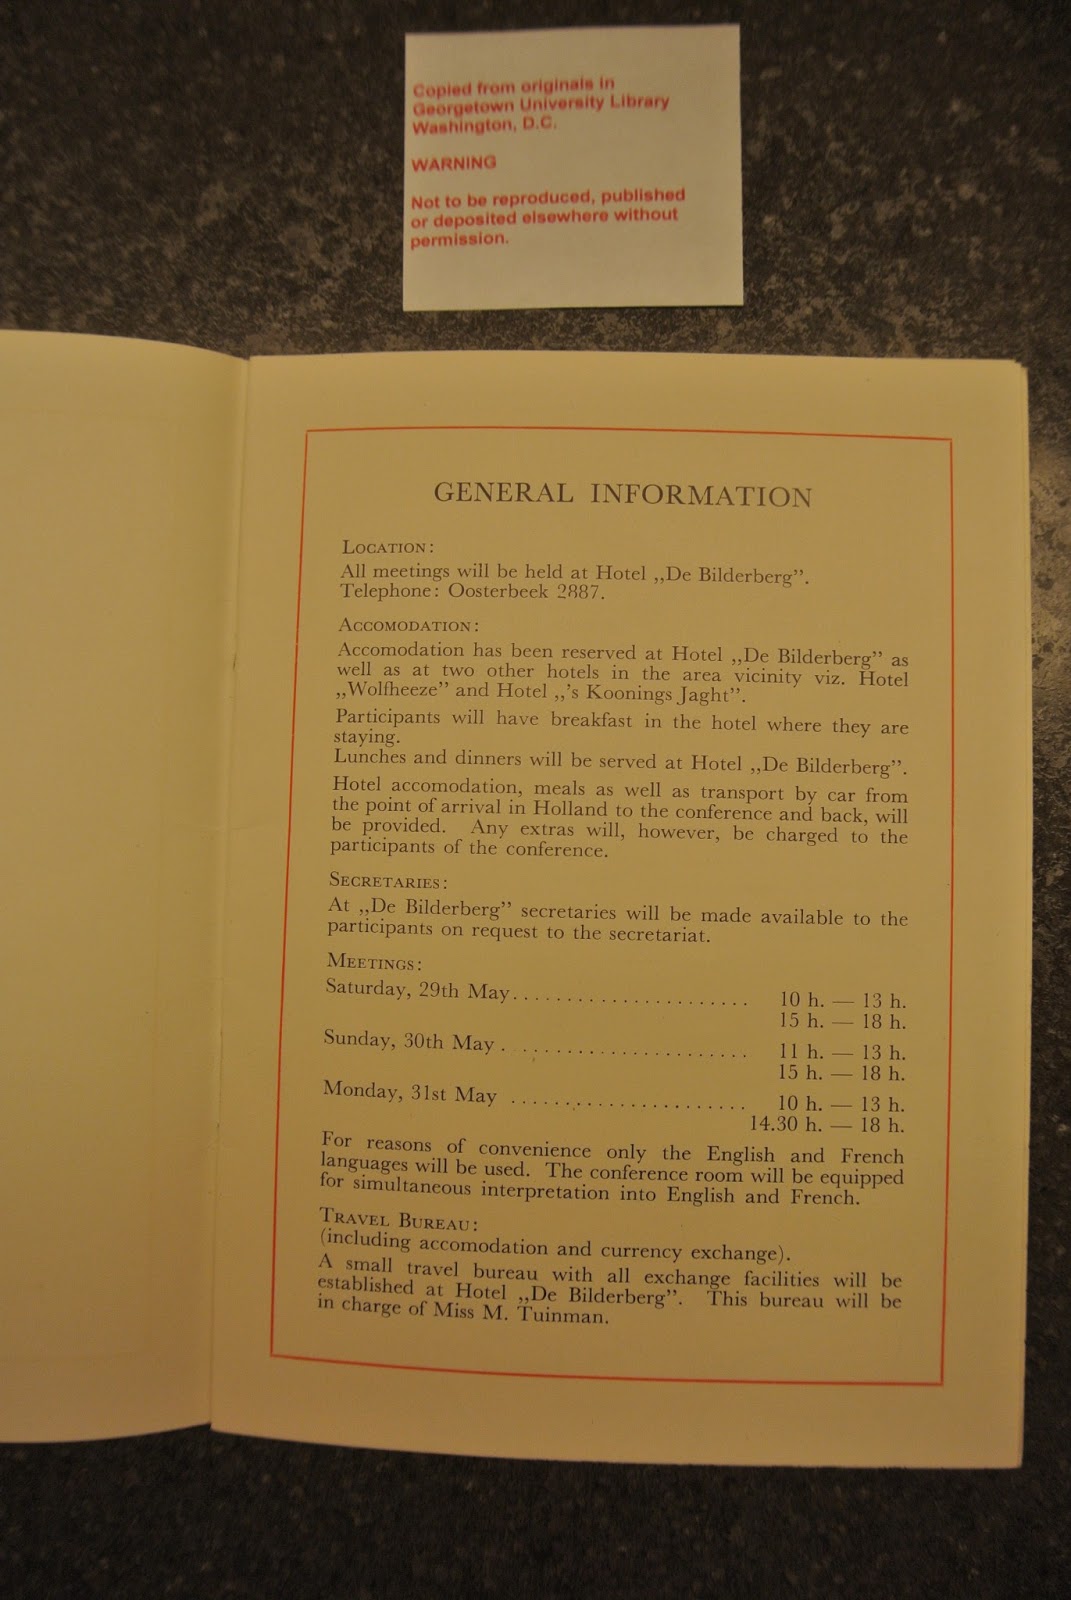 Copied from originals in
Georgetown University Library
Washington, D.C.
WARNING
Not to be reproduced, published
or deposited elsewhere without
permission.
GENERAL INFORMATION
LOCATION:
All meetings will be held at Hotel ,,De Bilderberg”.
Telephone: Oosterbeek 2887.
ACCOMODATION:
Accomodation has been reserved at Hotel ,,De Bilderberg” as
well as at two other hotels in the area vicinity viz. Hotel
,,Wolfheeze” and Hotel ,,’s Koonings Jaght”.
Participants will have breakfast in the hotel where they are
staying.
Lunches and dinners will be served at Hotel ,,De Bilderberg”.
Hotel accomodation, meals as well as transport by car from
the point of arrival in Holland to the conference and back, will
be provided. Any extras will, however, be charged to the
participants of the conference.
SECRETARIES:
At ,,De Bilderberg” secretaries will be made available to the
participants on request to the secretariat.
MEETINGS:
Saturday, 29th May...................... 10 h. — 13 h.
15 h. — 18 h.
Sunday, 30th May . ..................... 11 h. — 13 h.
15 h. — 18 h.
Monday, 31st May ...................... 10 h. — 13 h.
14.30 h. — 18 h.
For reasons of convenience only the English and French
languages will be used. The conference room will be equipped
for simultaneous interpretation into English and French.
TRAVEL BUREAU:
(including accomodation and currency exchange).
A small travel bureau with all exchange facilities will be
established at Hotel ,,De Bilderberg”. This bureau will be
in charge of Miss M. Tuinman.